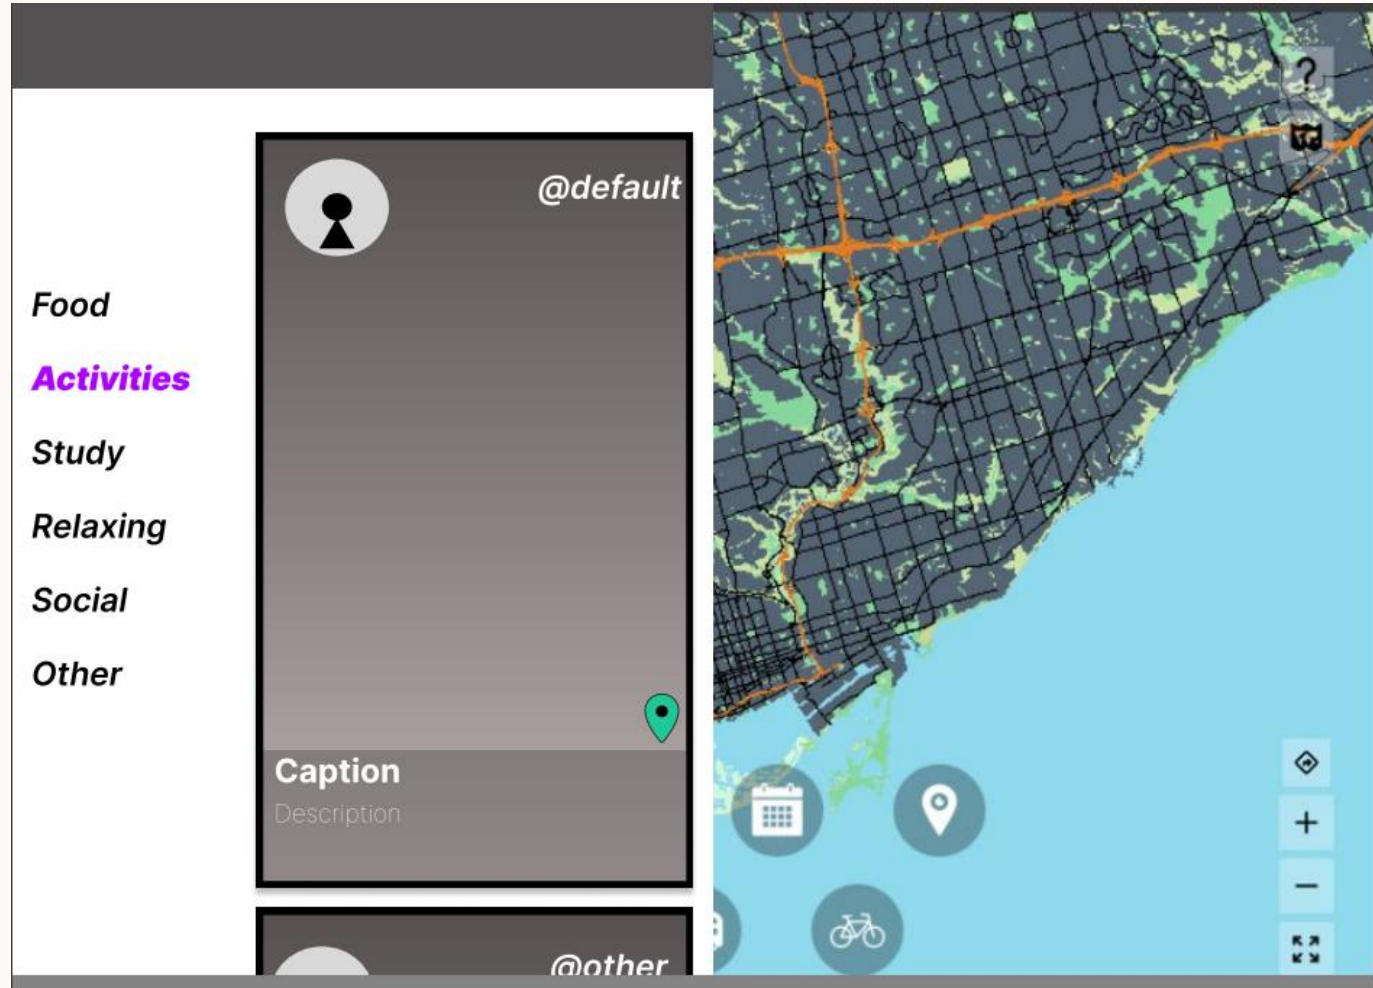 @default
Food
Activities
Study
Relaxing
Social
Other
Caption
Description
@other
?
+
−